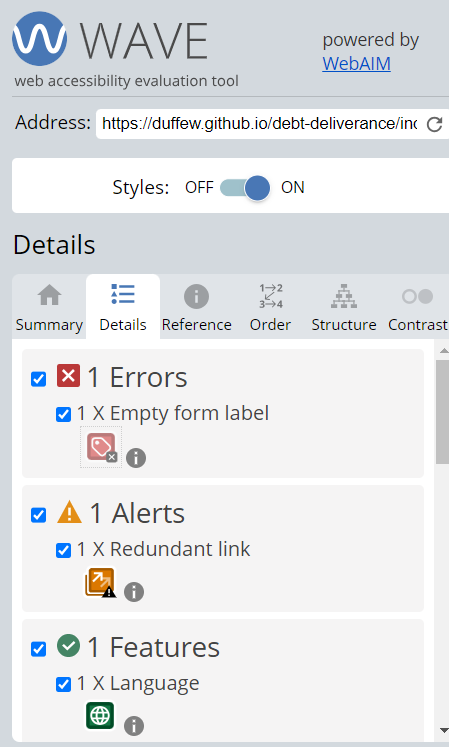 WAVE
web accessibility evaluation tool
powered by
WebAIM
Address: https://duffew.github.io/debt-deliverance/inc
Styles: OFF ON
Details
Summary Details Reference Order Structure Contrast
1 Errors
1 X Empty form label
1 Alerts
1 X Redundant link
1 Features
1 X Language